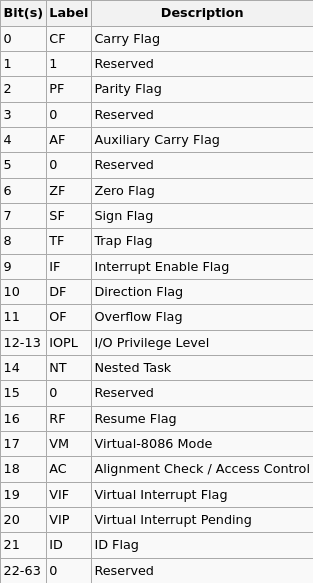 Bit(s) Label Description
0 CF Carry Flag
1 1 Reserved
2 PF Parity Flag
3 0 Reserved
4 AF Auxiliary Carry Flag
5 0 Reserved
6 ZF Zero Flag
7 SF Sign Flag
8 TF Trap Flag
9 IF Interrupt Enable Flag
10 DF Direction Flag
11 OF Overflow Flag
12-13 IOPL I/O Privilege Level
14 NT Nested Task
15 0 Reserved
16 RF Resume Flag
17 VM Virtual-8086 Mode
18 AC Alignment Check / Access Control
19 VIF Virtual Interrupt Flag
20 VIP Virtual Interrupt Pending
21 ID ID Flag
22-63 0 Reserved